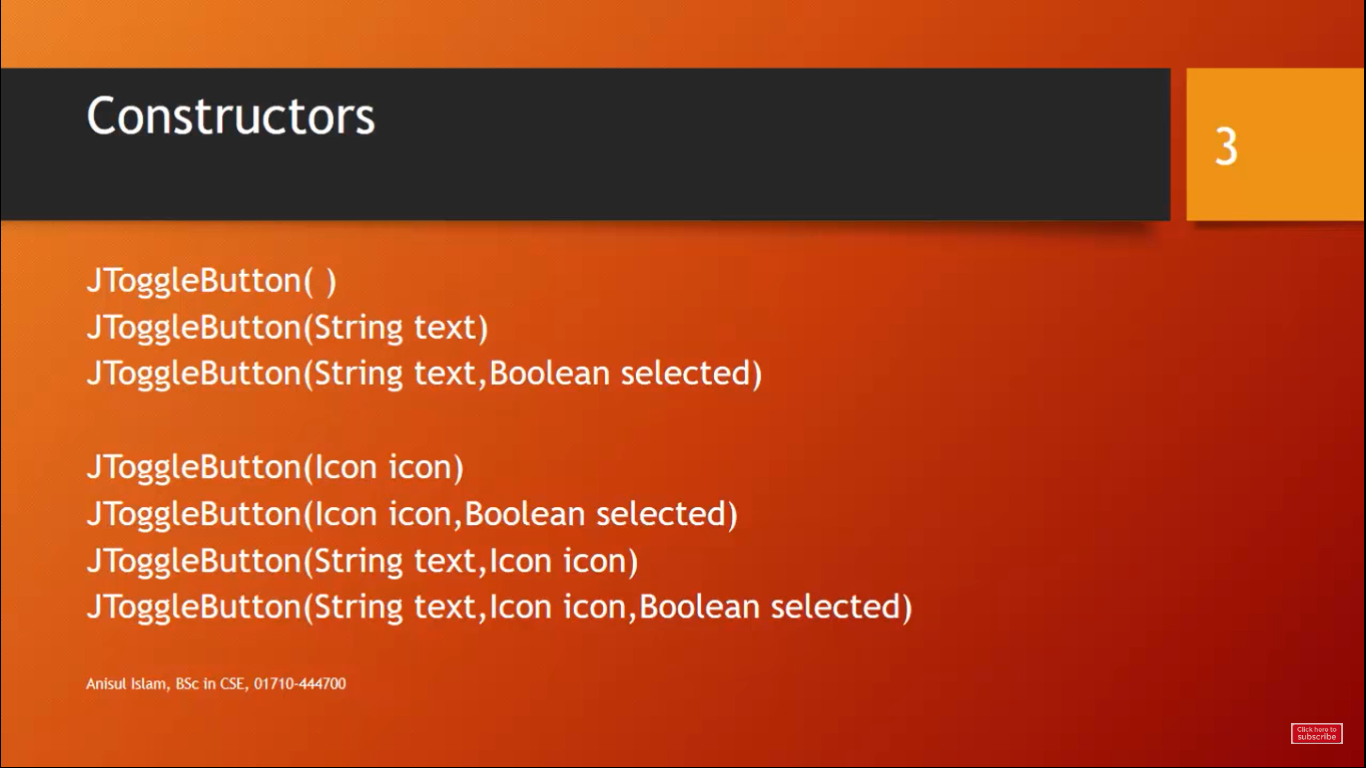 Constructors
3
JToggleButton( )
JToggleButton(String text)
JToggleButton(String text,Boolean selected)
JToggleButton(Icon icon)
JToggleButton(Icon icon,Boolean selected)
JToggleButton(String text,Icon icon)
JToggleButton(String text,Icon icon,Boolean selected)
Anisul Islam, BSc in CSE, 01710-444700
Click here to
subscribe